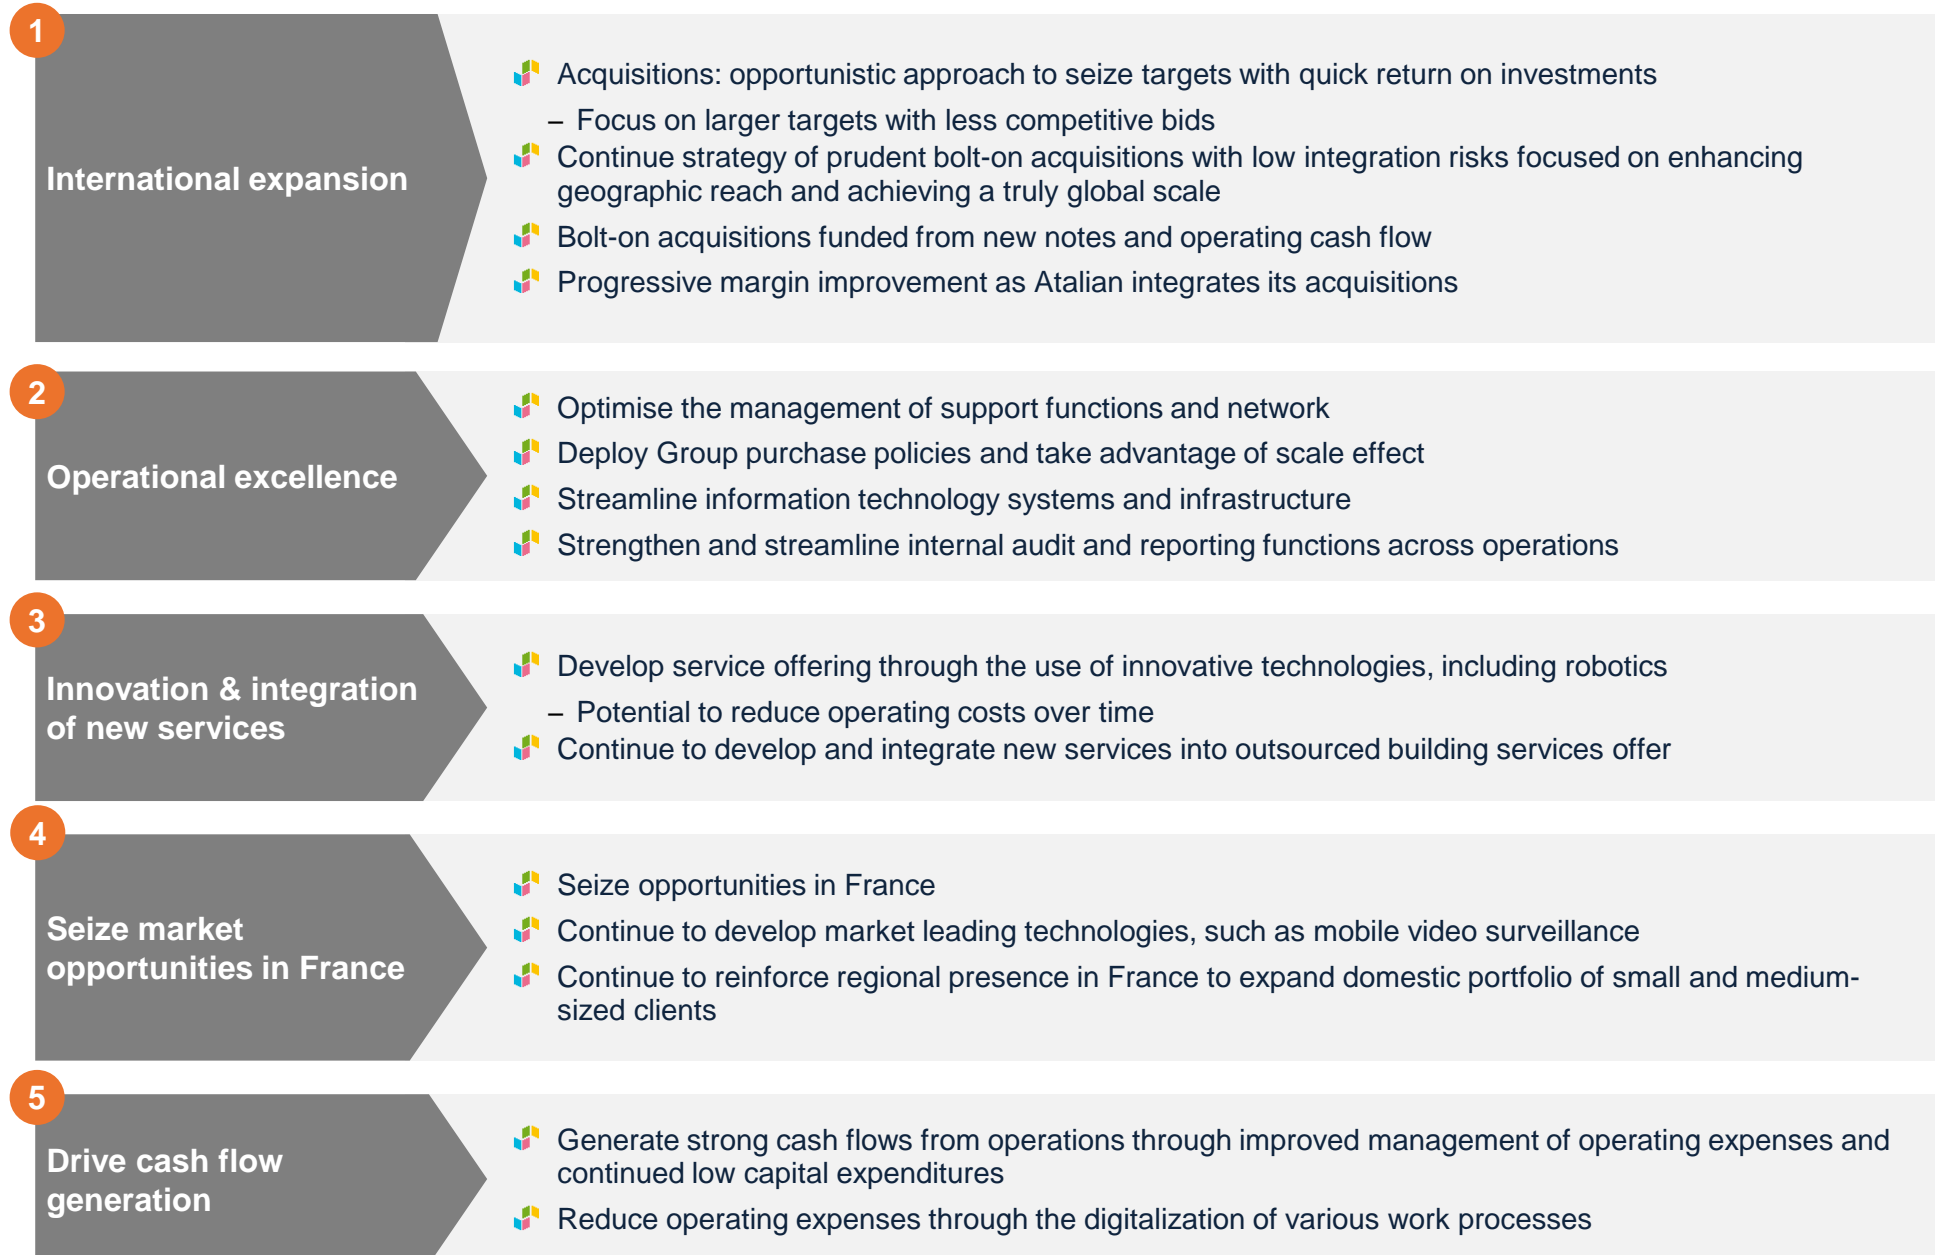 1
International expansion
Acquisitions: opportunistic approach to seize targets with quick return on investments
– Focus on larger targets with less competitive bids
Continue strategy of prudent bolt-on acquisitions with low integration risks focused on enhancing
geographic reach and achieving a truly global scale
Bolt-on acquisitions funded from new notes and operating cash flow
Progressive margin improvement as Atalian integrates its acquisitions
2
Operational excellence
Optimise the management of support functions and network
Deploy Group purchase policies and take advantage of scale effect
Streamline information technology systems and infrastructure
Strengthen and streamline internal audit and reporting functions across operations
3
Innovation & integration
of new services
Develop service offering through the use of innovative technologies, including robotics
– Potential to reduce operating costs over time
Continue to develop and integrate new services into outsourced building services offer
4
Seize market
opportunities in France
Seize opportunities in France
Continue to develop market leading technologies, such as mobile video surveillance
Continue to reinforce regional presence in France to expand domestic portfolio of small and medium-
sized clients
5
Drive cash flow
generation
Generate strong cash flows from operations through improved management of operating expenses and
continued low capital expenditures
Reduce operating expenses through the digitalization of various work processes